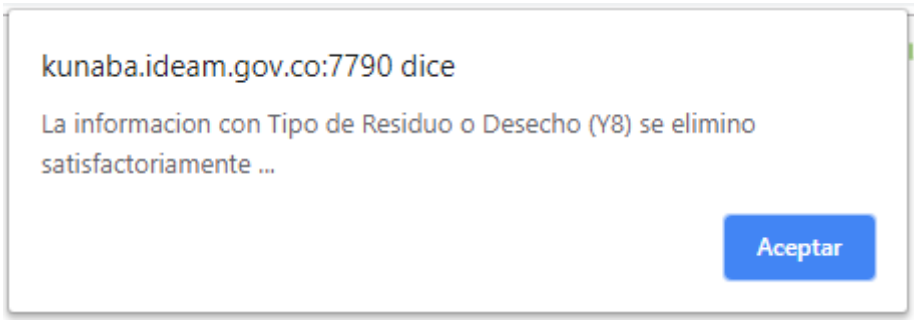 kunaba.ideam.gov.co:7790 dice
La informacion con Tipo de Residuo o Desecho (Y8) se elimino
satisfactoriamente ...
Aceptar